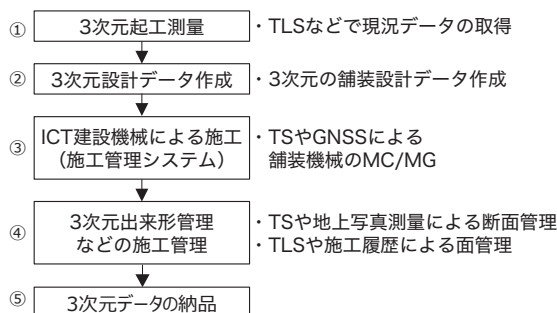 ① 3次元起工測量 ・TLSなどで現況データの取得
② 3次元設計データ作成 ・3次元の舗装設計データ作成
③ ICT建設機械による施工 ・TSやGNSSによる
（施工管理システム） 舗装機械のMC/MG
④ 3次元出来形管理 ・TSや地上写真測量による断面管理
などの施工管理 ・TLSや施工履歴による面管理
⑤ 3次元データの納品